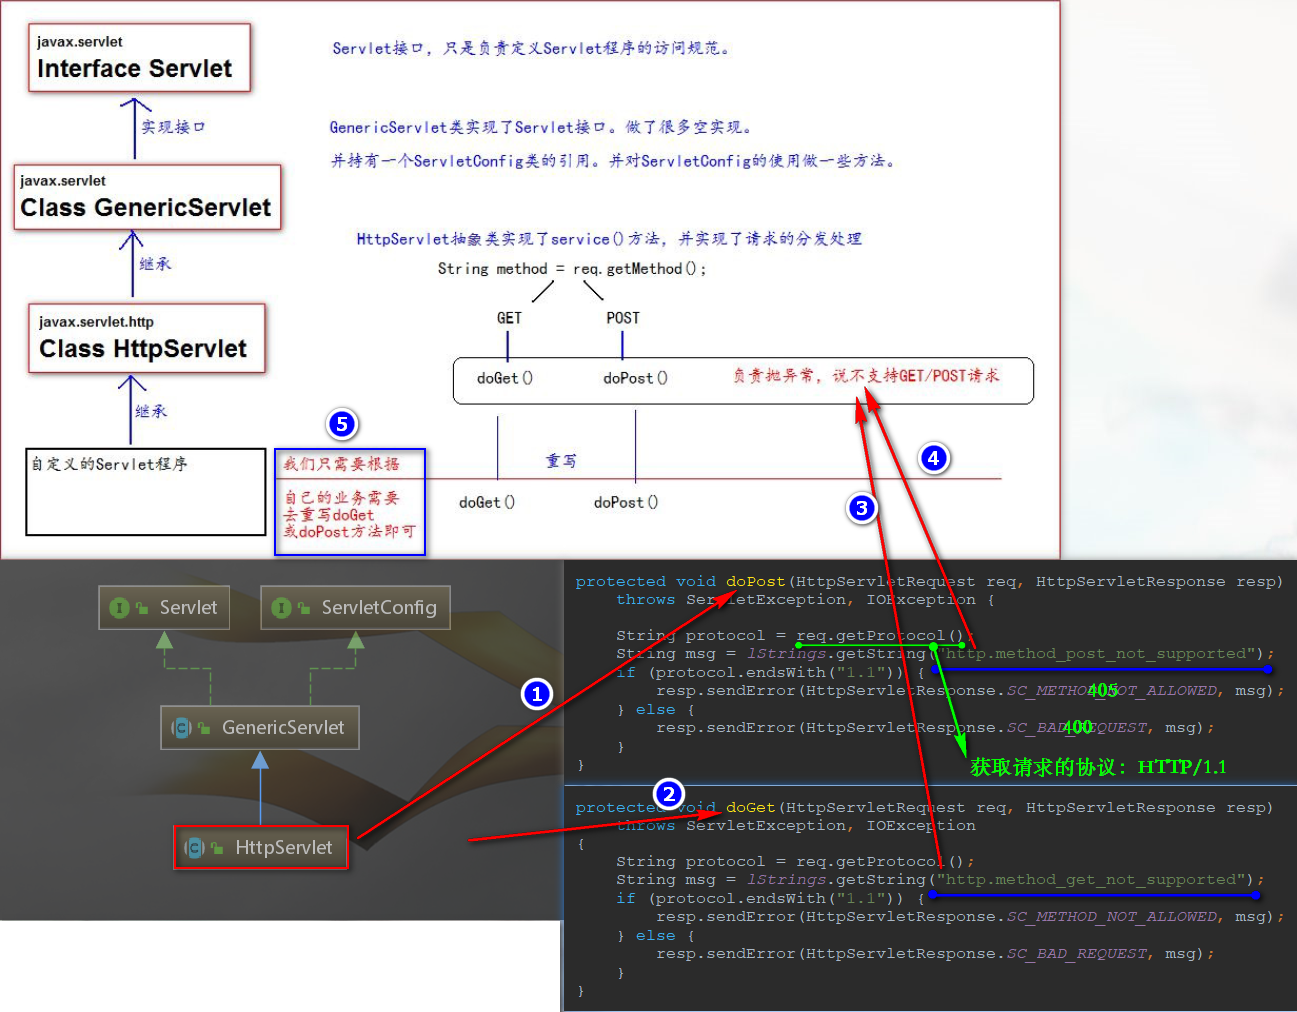 javax.servlet
Interface Servlet
Servlet接口，只是负责定义Servlet程序的访问规范。
实现接口
GenericServlet类实现了Servlet接口。做了很多空实现。
并持有一个ServletConfig类的引用。并对ServletConfig的使用做一些方法。
javax.servlet
Class GenericServlet
继承
HttpServlet抽象类实现了service()方法，并实现了请求的分发处理
String method = req.getMethod();
GET
POST
javax.servlet.http
Class HttpServlet
doGet()
doPost()
负责抛异常，说不支持GET/POST请求
继承
5
自定义的Servlet程序
我们只需要根据
自己的业务需要
去重写doGet
或doPost方法即可
重写
doGet()
doPost()
4
3
Servlet
ServletConfig
GenericServlet
HttpServlet
1
2
protected void doPost(HttpServletRequest req, HttpServletResponse resp)
throws ServletException, IOException {
String protocol = req.getProtocol();
String msg = lStrings.getString("http.method_post_not_supported");
if (protocol.endsWith("1.1")) {
resp.sendError(HttpServletResponse.SC_METHOD_NOT_ALLOWED, msg);
405
} else {
resp.sendError(HttpServletResponse.SC_BAD_REQUEST, msg);
400
}
}
获取请求的协议：HTTP/1.1
protected void doGet(HttpServletRequest req, HttpServletResponse resp)
throws ServletException, IOException
{
String protocol = req.getProtocol();
String msg = lStrings.getString("http.method_get_not_supported");
if (protocol.endsWith("1.1")) {
resp.sendError(HttpServletResponse.SC_METHOD_NOT_ALLOWED, msg);
} else {
resp.sendError(HttpServletResponse.SC_BAD_REQUEST, msg);
}
}